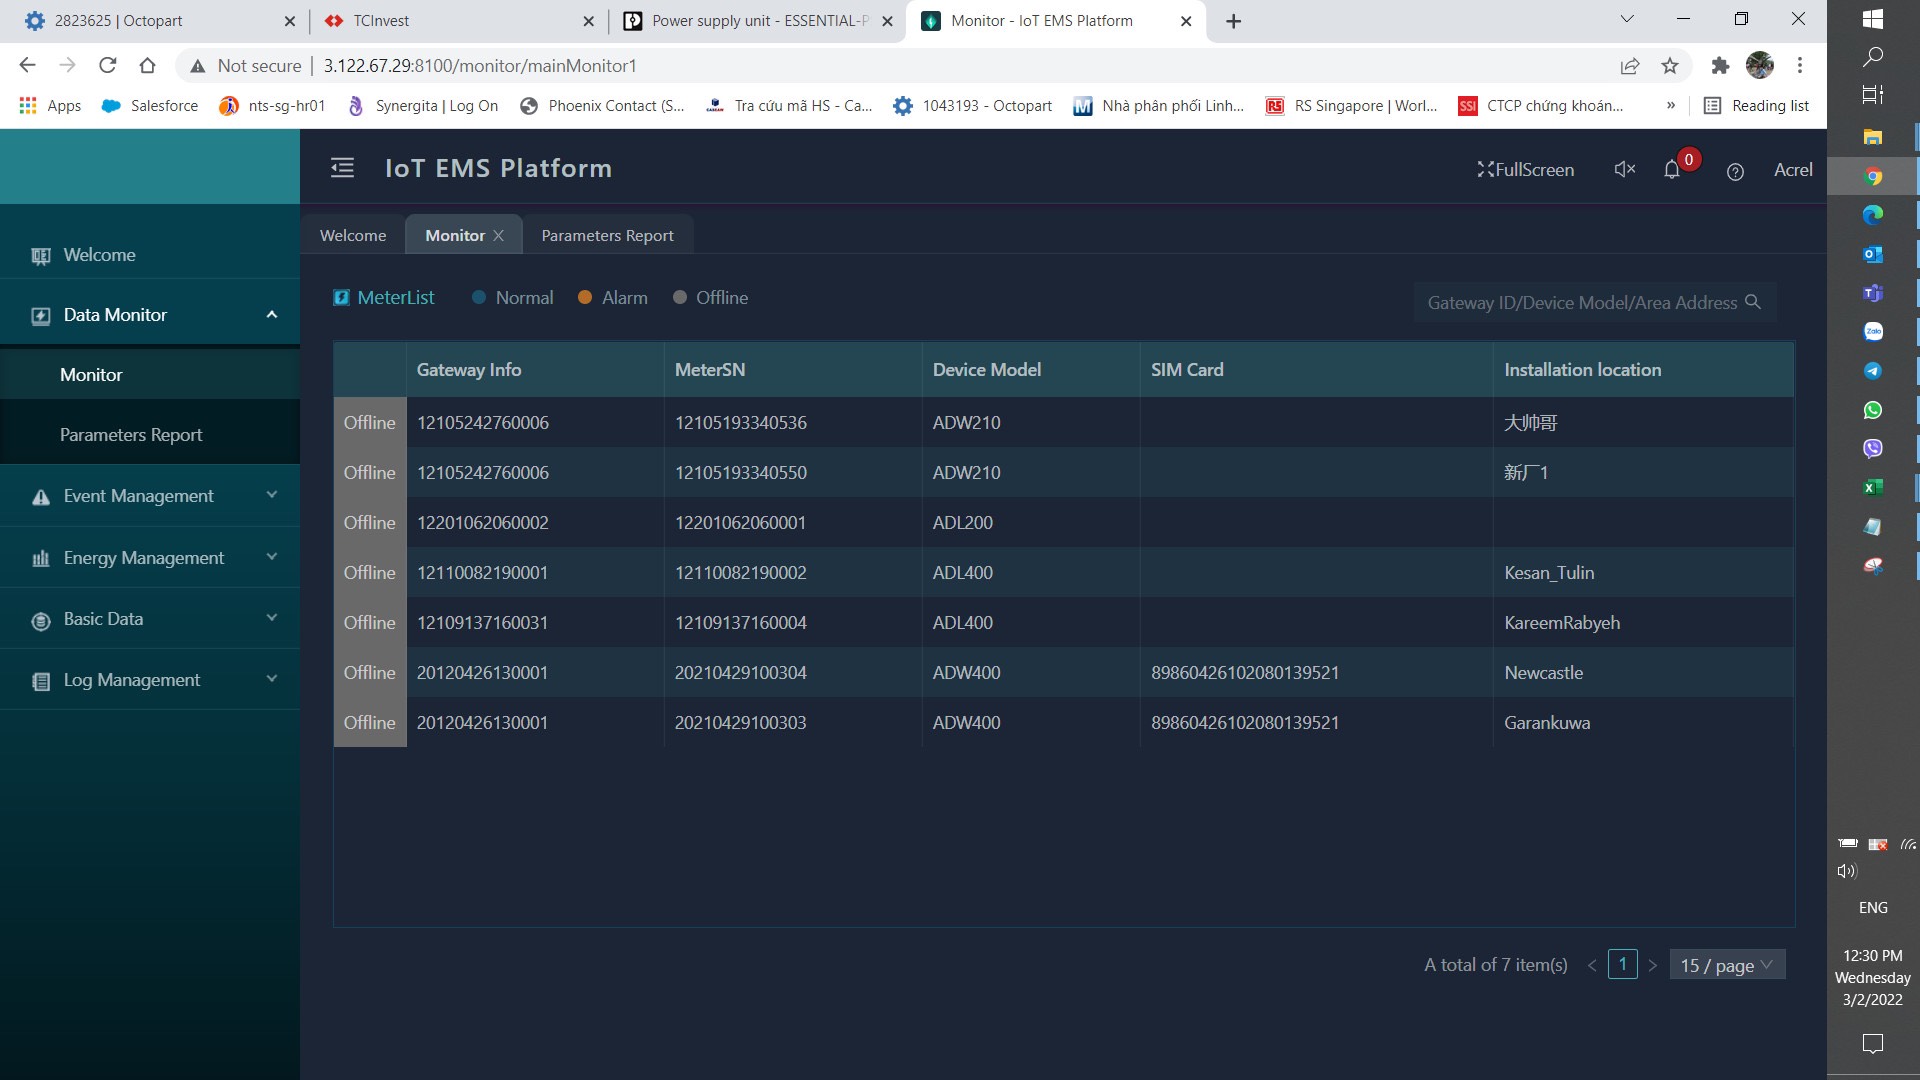 2823625 | Octopart
TCInvest
Power supply unit - ESSENTIAL-P
Monitor - IoT EMS Platform
Not secure
3.122.67.29:8100/monitor/mainMonitor1
Apps
Salesforce
nts-sg-hr01
Synergita | Log On
Phoenix Contact (S...
Tra cứu mã HS - Ca...
1043193 - Octopart
Nhà phân phối Linh...
RS Singapore | Worl...
CTCP chứng khoán...
»
Reading list
IoT EMS Platform
FullScreen
0
Acrel
Welcome
Monitor
Parameters Report
Welcome
Data Monitor
Monitor
Parameters Report
Event Management
Energy Management
Basic Data
Log Management
MeterList
Normal
Alarm
Offline
Gateway ID/Device Model/Area Address
Gateway Info MeterSN Device Model SIM Card Installation location
Offline 12105242760006 12105193340536 ADW210 大帅哥
Offline 12105242760006 12105193340550 ADW210 新厂1
Offline 12201062060002 12201062060001 ADL200
Offline 12110082190001 12110082190002 ADL400 Kesan_Tulin
Offline 12109137160031 12109137160004 ADL400 KareemRabyeh
Offline 20120426130001 20210429100304 ADW400 89860426102080139521 Newcastle
Offline 20120426130001 20210429100303 ADW400 89860426102080139521 Garankuwa
A total of 7 item(s) < 1 > 15 / page
ENG
12:30 PM
Wednesday
3/2/2022